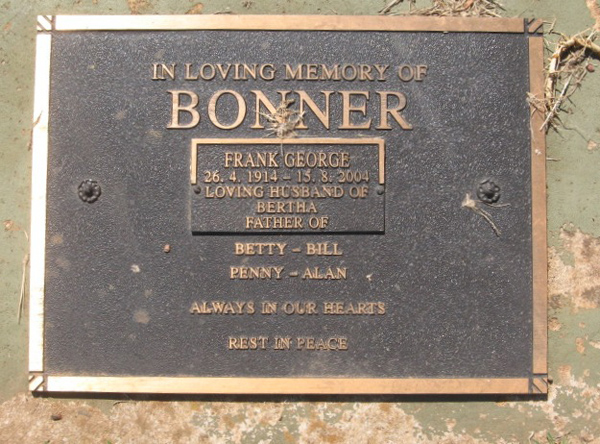 IN LOVING MEMORY OF
BONNER
FRANK GEORGE
26. 4. 1914 – 15. 8. 2004
LOVING HUSBAND OF
BERTHA
FATHER OF
BETTY – BILL
PENNY – ALAN
ALWAYS IN OUR HEARTS
REST IN PEACE